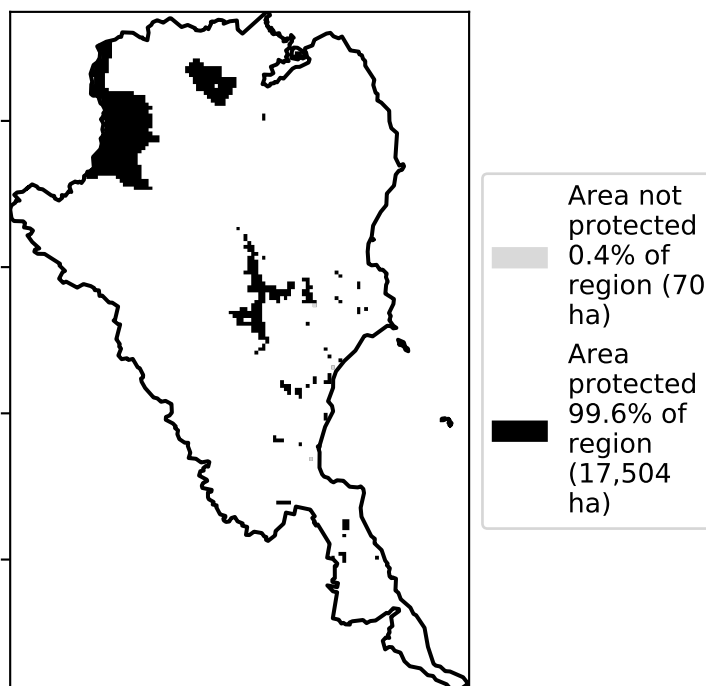 Area not
protected
0.4% of
region (70
ha)
Area
protected
99.6% of
region
(17,504
ha)